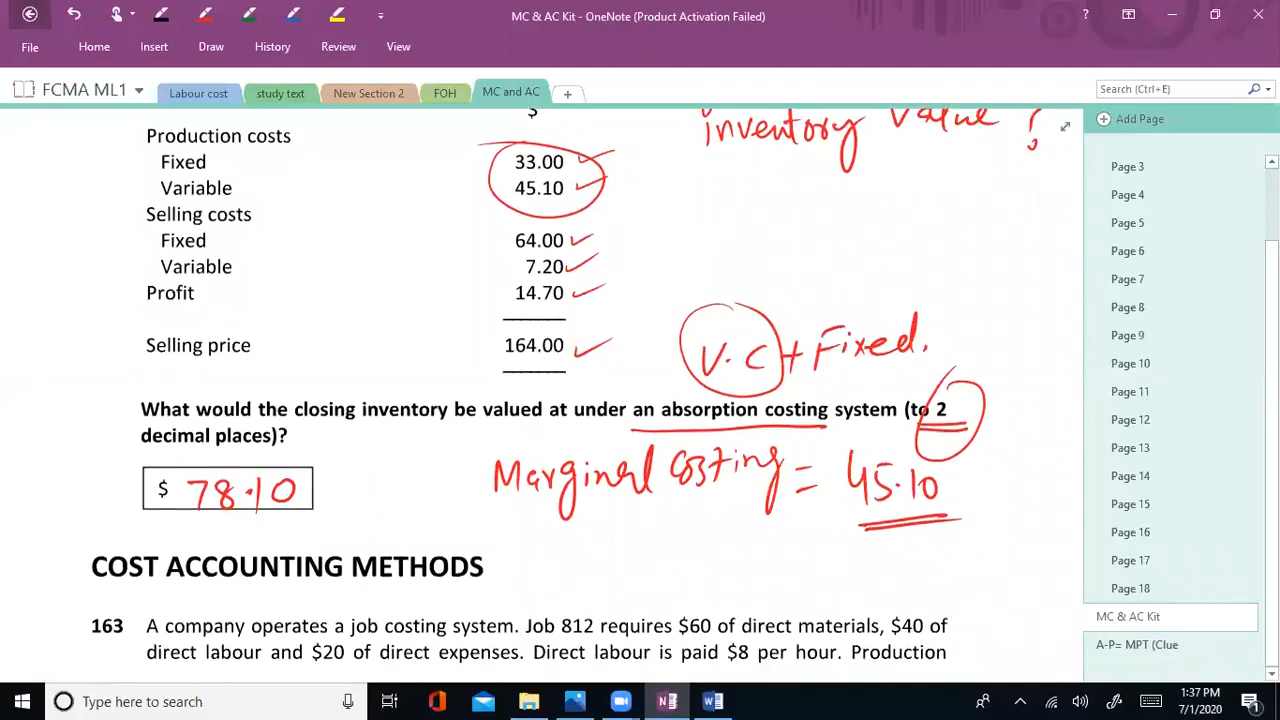 MC & AC Kit - OneNote (Product Activation Failed)
?
File Home Insert Draw History Review View
FCMA ML1 Labour cost study text New Section 2 FOH MC and AC Search (Ctrl+E)
Add Page
$
inventory value ?
Production costs
Fixed 33.00
Variable 45.10
Selling costs
Fixed 64.00
Variable 7.20
Profit 14.70
Selling price 164.00
V.C + Fixed.
What would the closing inventory be valued at under an absorption costing system (to 2
decimal places)?
Marginal costing = 45.10
$ 78.10
COST ACCOUNTING METHODS
163 A company operates a job costing system. Job 812 requires $60 of direct materials, $40 of
direct labour and $20 of direct expenses. Direct labour is paid $8 per hour. Production
Page 3
Page 4
Page 5
Page 6
Page 7
Page 8
Page 9
Page 10
Page 11
Page 12
Page 13
Page 14
Page 15
Page 16
Page 17
Page 18
MC & AC Kit
A-P= MPT (Clue
Type here to search
1:37 PM
7/1/2020